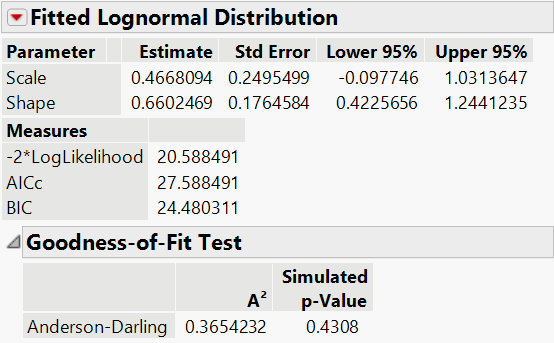 Fitted Lognormal Distribution
Parameter Estimate Std Error Lower 95% Upper 95%
Scale 0.4668094 0.2495499 -0.097746 1.0313647
Shape 0.6602469 0.1764584 0.4225656 1.2441235
Measures
-2*LogLikelihood 20.588491
AICc 27.588491
BIC 24.480311
Goodness-of-Fit Test
Simulated
A² p-Value
Anderson-Darling 0.3654232 0.4308